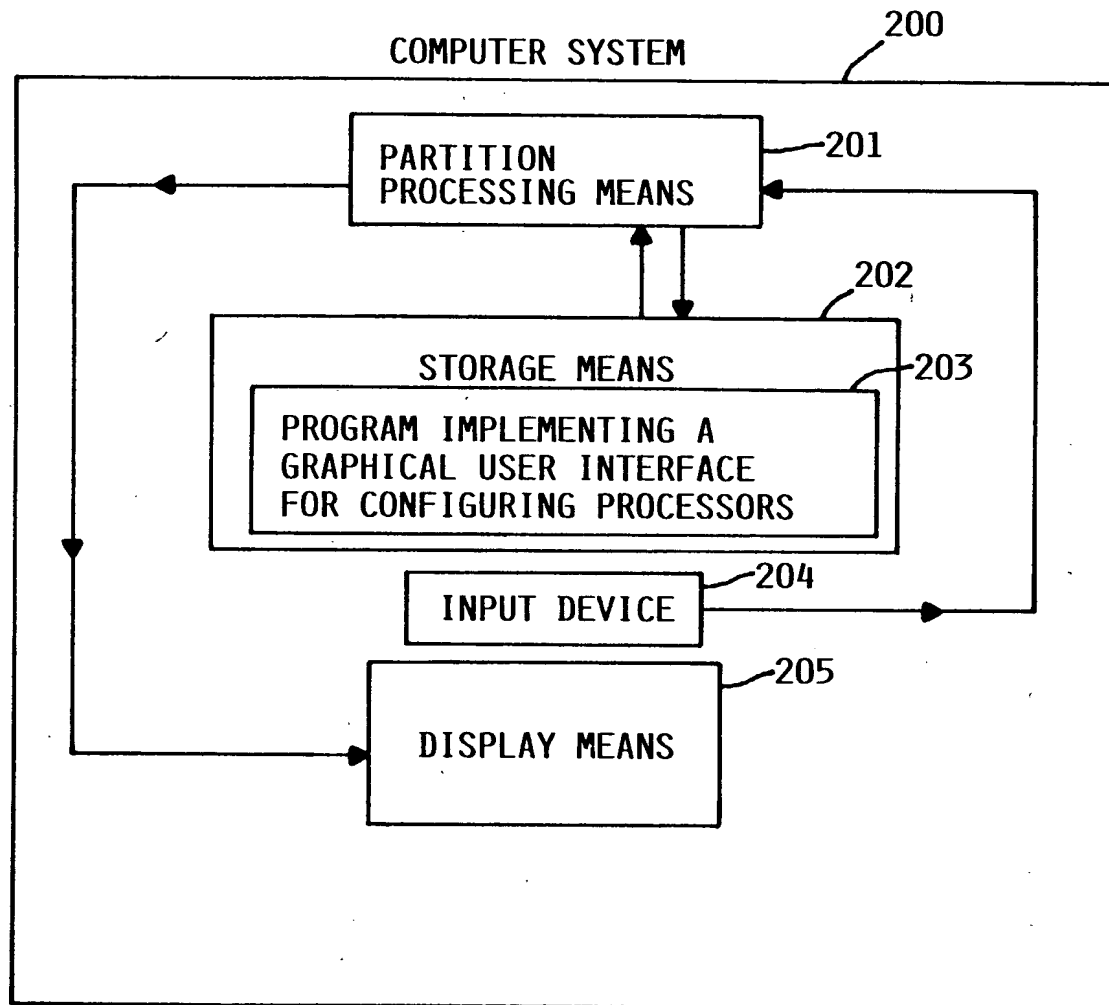 200
COMPUTER SYSTEM
201
PARTITION
PROCESSING MEANS
202
STORAGE MEANS
203
PROGRAM IMPLEMENTING A
GRAPHICAL USER INTERFACE
FOR CONFIGURING PROCESSORS
204
INPUT DEVICE
205
DISPLAY MEANS